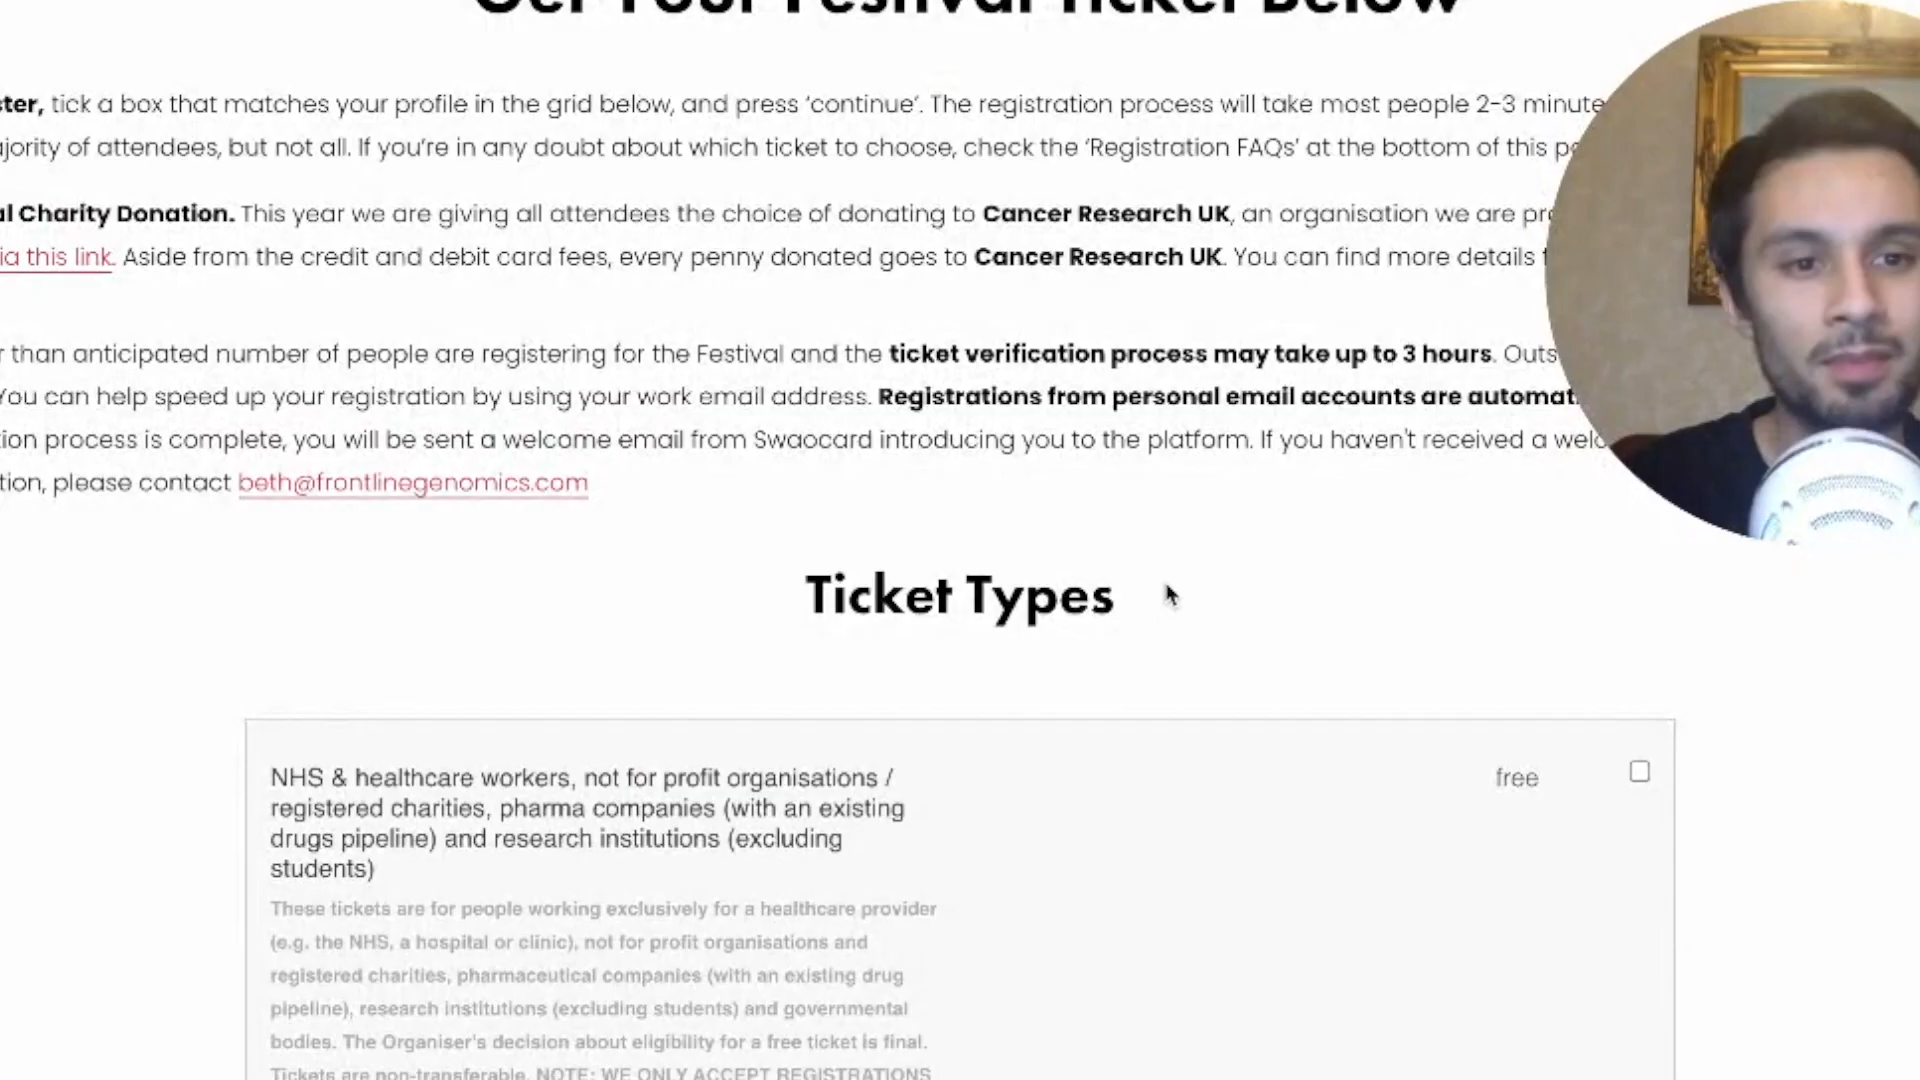 Get Your Festival Ticket Below
ster, tick a box that matches your profile in the grid below, and press ‘continue’. The registration process will take most people 2-3 minute
jority of attendees, but not all. If you’re in any doubt about which ticket to choose, check the ‘Registration FAQs’ at the bottom of this
al Charity Donation. This year we are giving all attendees the choice of donating to Cancer Research UK, an organisation we are
ia this link. Aside from the credit and debit card fees, every penny donated goes to Cancer Research UK. You can find more details
r than anticipated number of people are registering for the Festival and the ticket verification process may take up to 3 hours. Outs
You can help speed up your registration by using your work email address. Registrations from personal email accounts are automat
tion process is complete, you will be sent a welcome email from Swaocard introducing you to the platform. If you haven't received a welc
tion, please contact beth@frontlinegenomics.com
Ticket Types
NHS & healthcare workers, not for profit organisations / free
registered charities, pharma companies (with an existing
drugs pipeline) and research institutions (excluding
students)
These tickets are for people working exclusively for a healthcare provider
(e.g. the NHS, a hospital or clinic), not for profit organisations and
registered charities, pharmaceutical companies (with an existing drug
pipeline), research institutions (excluding students) and governmental
bodies. The Organiser's decision about eligibility for a free ticket is final.
Tickets are non-transferable. NOTE: WE ONLY ACCEPT REGISTRATIONS